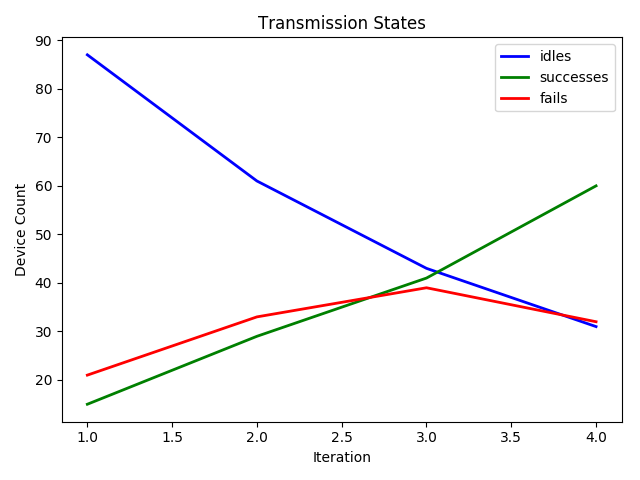 Transmission States
90
80
70
60
50
40
30
20
Device Count
idles
successes
fails
1.0 1.5 2.0 2.5 3.0 3.5 4.0
Iteration